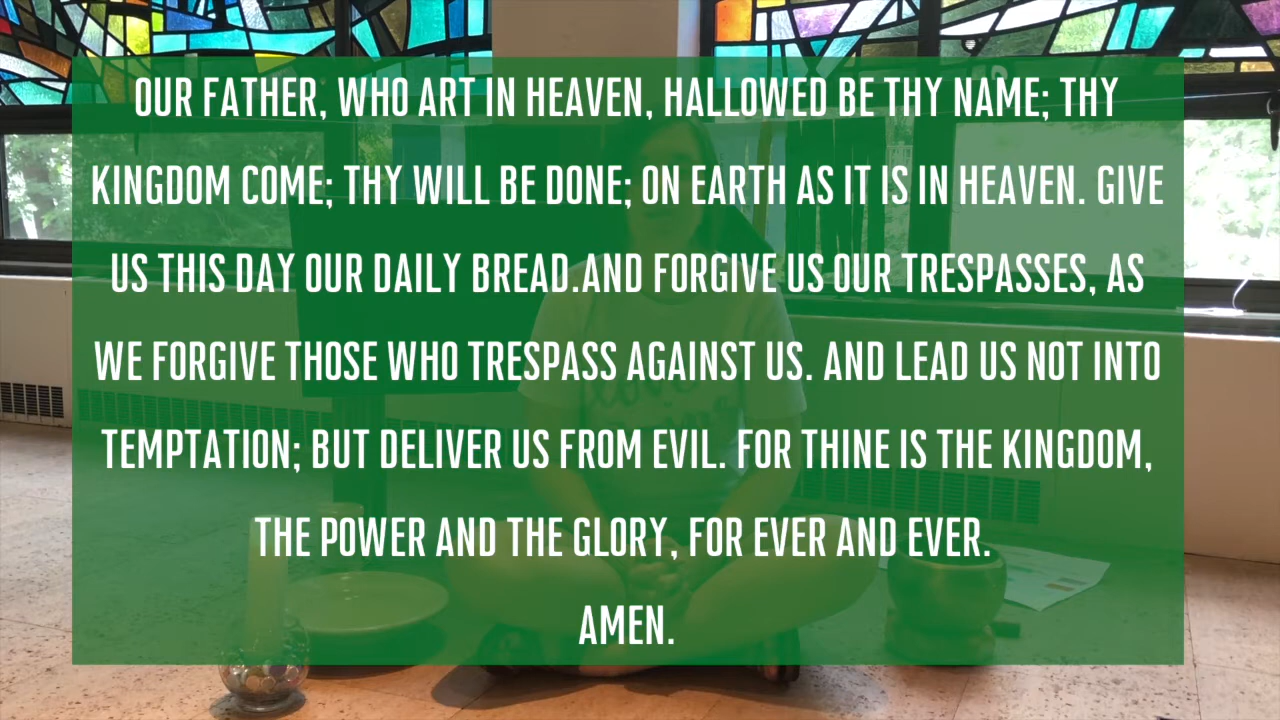 OUR FATHER, WHO ART IN HEAVEN, HALLOWED BE THY NAME; THY
KINGDOM COME; THY WILL BE DONE; ON EARTH AS IT IS IN HEAVEN. GIVE
US THIS DAY OUR DAILY BREAD.AND FORGIVE US OUR TRESPASSES, AS
WE FORGIVE THOSE WHO TRESPASS AGAINST US. AND LEAD US NOT INTO
TEMPTATION; BUT DELIVER US FROM EVIL. FOR THINE IS THE KINGDOM,
THE POWER AND THE GLORY, FOR EVER AND EVER.
AMEN.